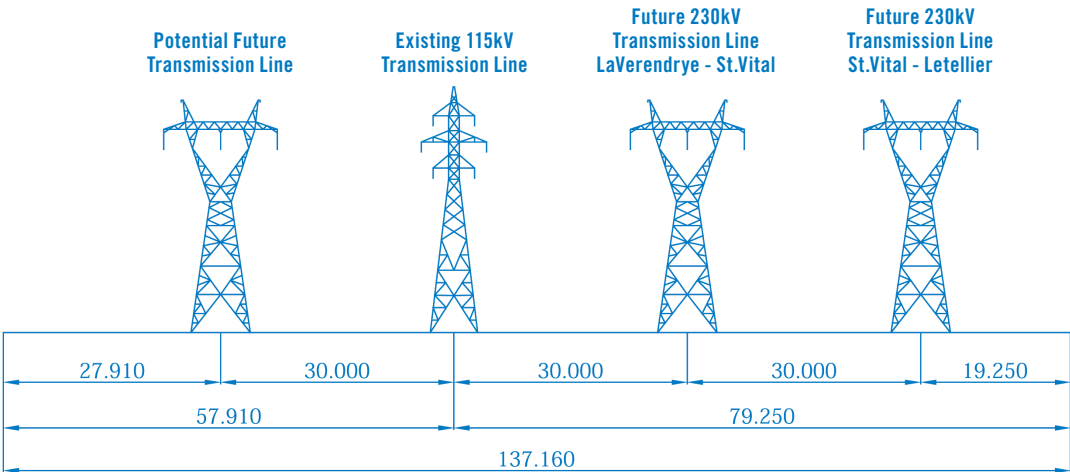 Potential Future
Transmission Line
Existing 115kV
Transmission Line
Future 230kV
Transmission Line
LaVerendrye - St.Vital
Future 230kV
Transmission Line
St.Vital - Letellier
27.910
30.000
30.000
30.000
19.250
57.910
79.250
137.160